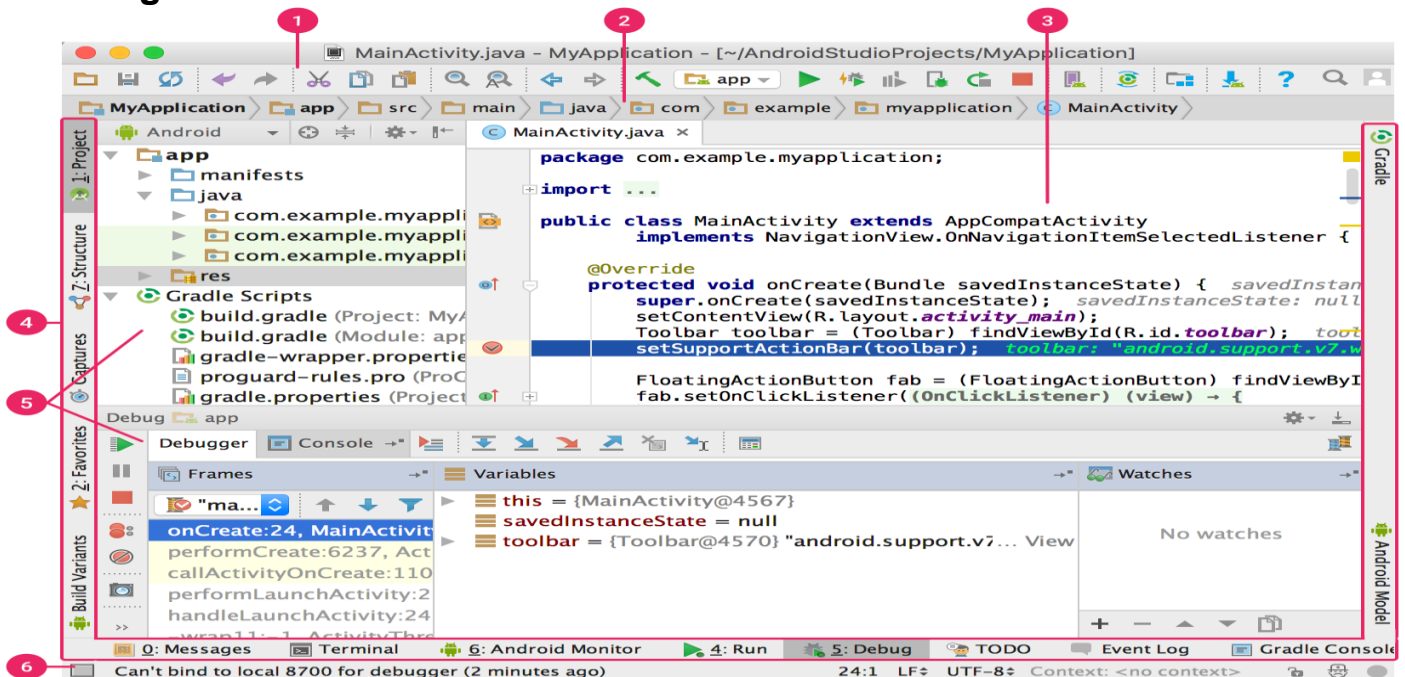 1 2 3
MainActivity.java - MyApplication - [~/AndroidStudioProjects/MyApplication]
app ?
MyApplication app src main java com example myapplication C MainActivity
1: Project
Z: Structure
Captures
2: Favorites
Build Variants
4
5
6
Android
app
manifests
java
com.example.myappli
com.example.myappli
com.example.myappli
res
Gradle Scripts
build.gradle (Project: MyA
build.gradle (Module: app
gradle-wrapper.propertie
proguard-rules.pro (ProC
gradle.properties (Project
C MainActivity.java ×
package com.example.myapplication;
import ...
public class MainActivity extends AppCompatActivity
implements NavigationView.OnNavigationItemSelectedListener {
@Override
protected void onCreate(Bundle savedInstanceState) { savedInstan
super.onCreate(savedInstanceState); savedInstanceState: null
setContentView(R.layout.activity_main);
Toolbar toolbar = (Toolbar) findViewById(R.id.toolbar); tool
setSupportActionBar(toolbar); toolbar: "android.support.v7.w
FloatingActionButton fab = (FloatingActionButton) findViewByI
fab.setOnClickListener((OnClickListener) (view) → {
Gradle
Android Model
Debug app
Debugger Console
Frames
"ma...
onCreate:24, MainActivit
performCreate:6237, Act
callActivityOnCreate:110
performLaunchActivity:2
handleLaunchActivity:24
-wrap11:-1, ActivityThre
>>
Variables
this = {MainActivity@4567}
savedInstanceState = null
toolbar = {Toolbar@4570} "android.support.v7... View
Watches
No watches
0: Messages Terminal 6: Android Monitor 4: Run 5: Debug TODO Event Log Gradle Console
Can't bind to local 8700 for debugger (2 minutes ago) 24:1 LF UTF-8 Context: <no context>